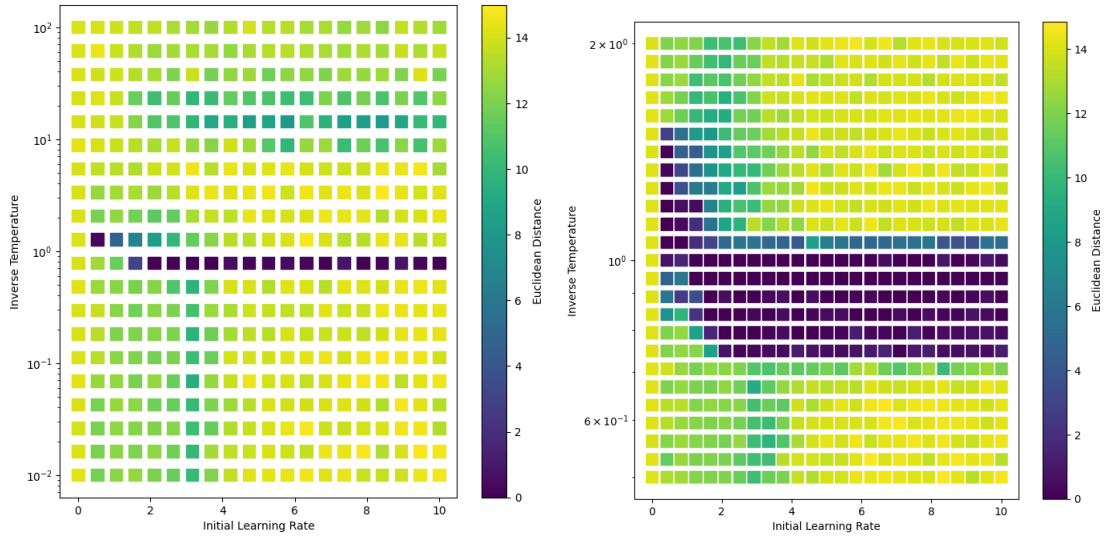 10²
10¹
10⁰
10⁻¹
10⁻²
Inverse Temperature
0 2 4 6 8 10
Initial Learning Rate
14
12
10
8
6
4
2
0
Euclidean Distance
2 × 10⁰
10⁰
6 × 10⁻¹
Inverse Temperature
0 2 4 6 8 10
Initial Learning Rate
14
12
10
8
6
4
2
0
Euclidean Distance